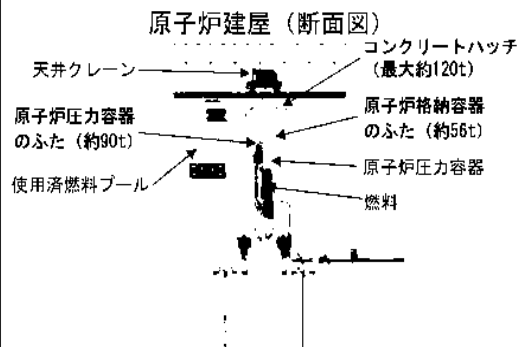 原子炉建屋（断面図）
天井クレーン
コンクリートハッチ
（最大約120t）
原子炉圧力容器
のふた（約90t）
原子炉格納容器
のふた（約56t）
使用済燃料プール
原子炉圧力容器
燃料